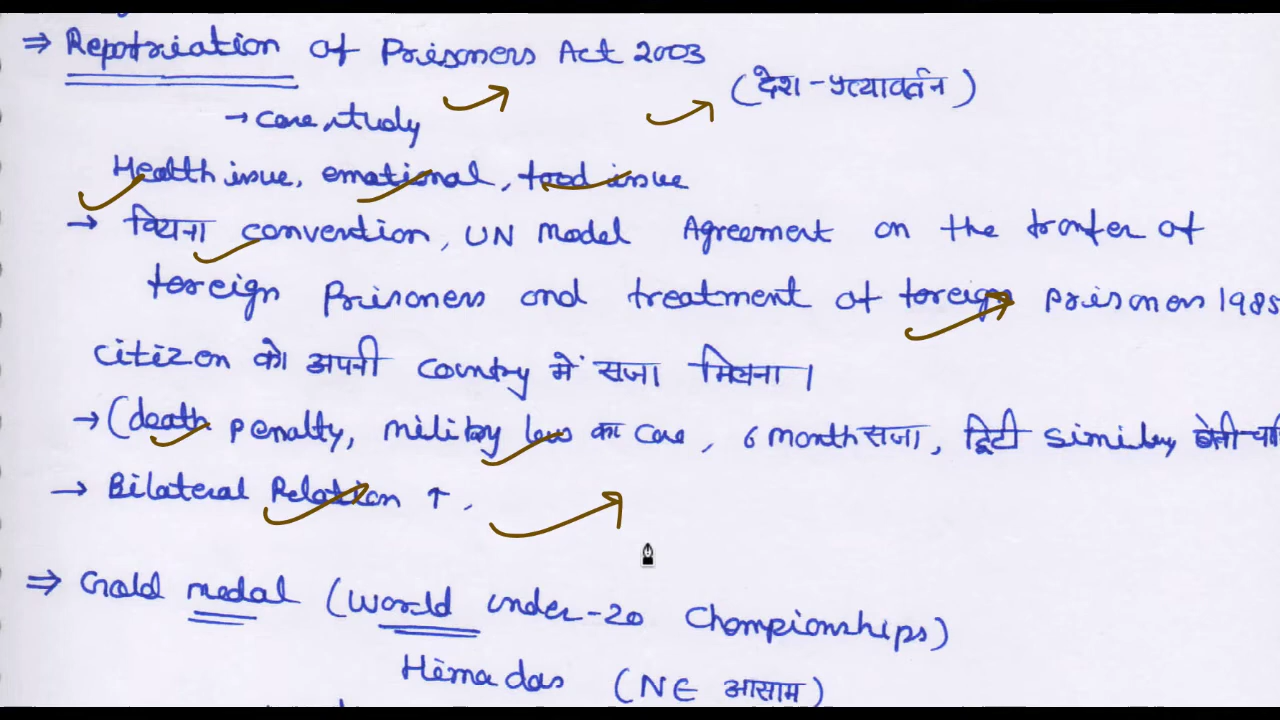 ⇒ Repatriation of Prisoners Act 2003
(देश - प्रत्यावर्तन)
→ case study
Health issue, emotional, food issue
→ वियना convention, UN Model Agreement on the tranfer of
foreign Prisoners and treatment of foreign prisoners 1985
citizen को अपनी country में सजा मिलना।
→ (death penalty, military law का case, 6 month सजा, ट्रिटी
→ Bilateral Relation ↑.
⇒ Gold medal (World under-20 Championships)
Hima das (NE आसाम)